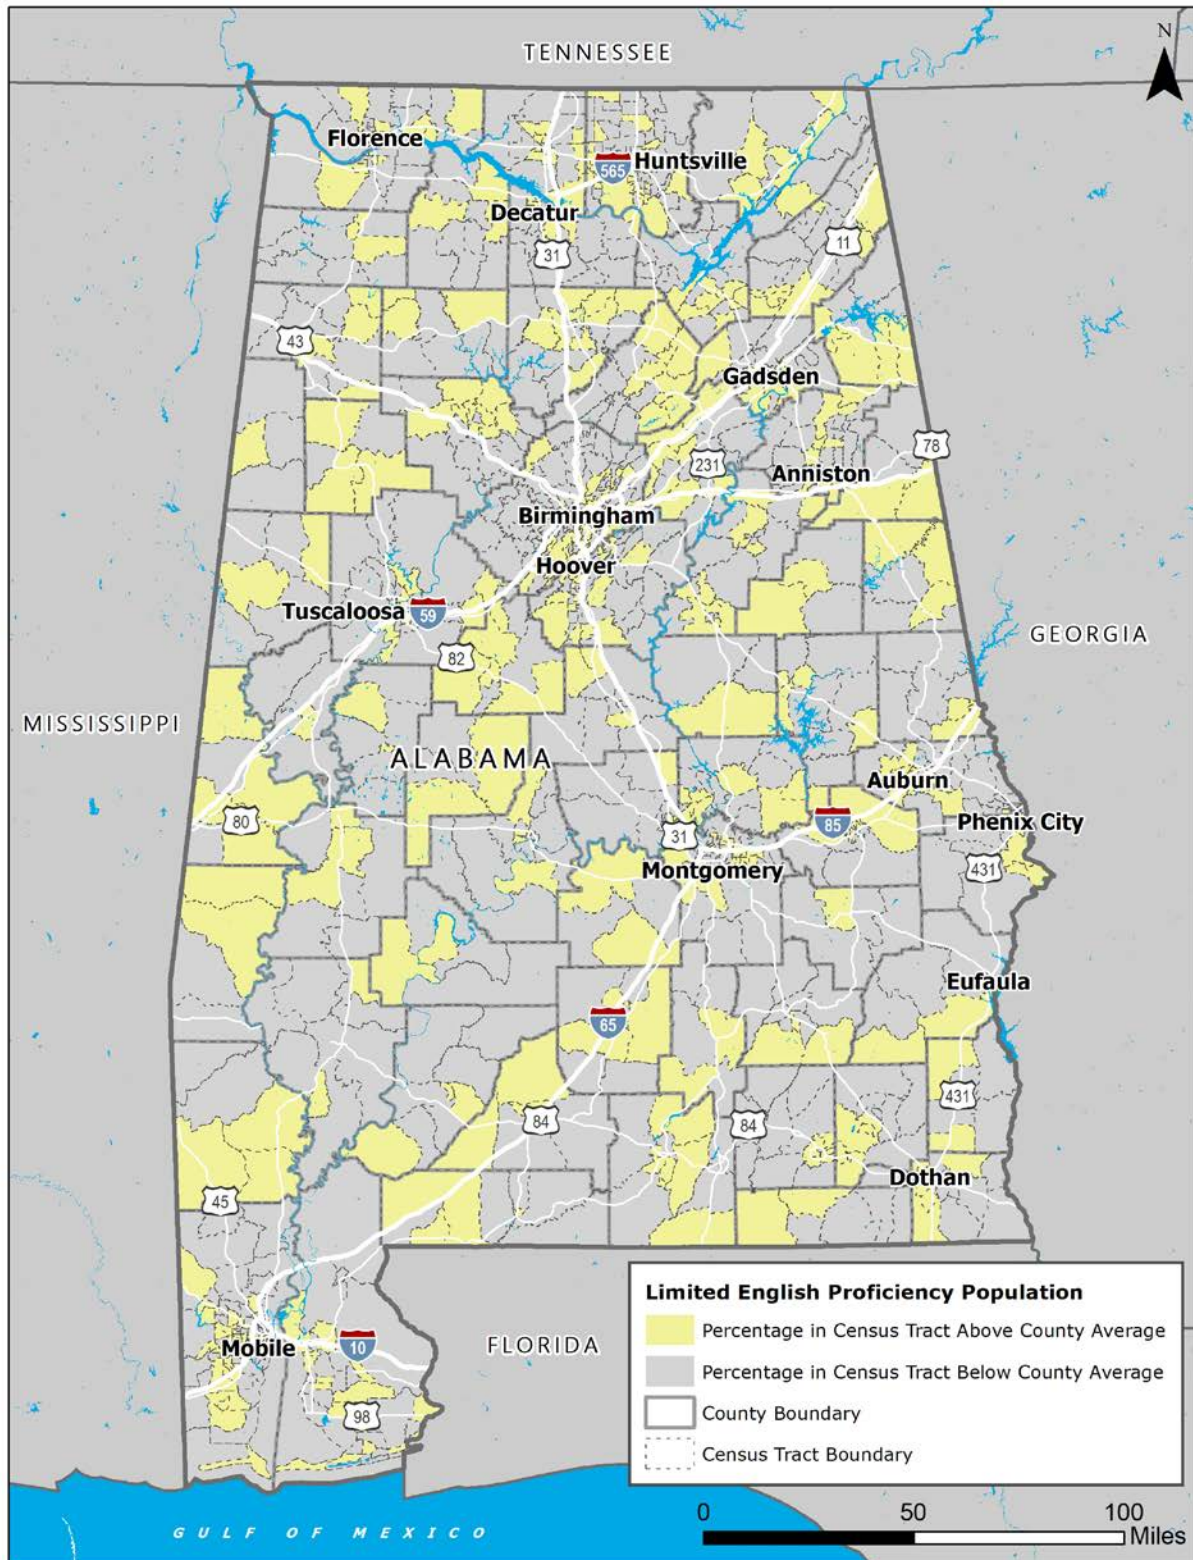 N
TENNESSEE
Florence
565
Huntsville
Decatur
31
11
43
Gadsden
78
231
Anniston
Birmingham
Hoover
Tuscaloosa
59
GEORGIA
82
MISSISSIPPI
ALABAMA
Auburn
80
85
Phenix City
31
Montgomery
431
Eufaula
65
431
84
84
Dothan
45
Limited English Proficiency Population
Percentage in Census Tract Above County Average
FLORIDA
Mobile
10
Percentage in Census Tract Below County Average
County Boundary
98
Census Tract Boundary
0 50 100
Miles
GULF OF MEXICO